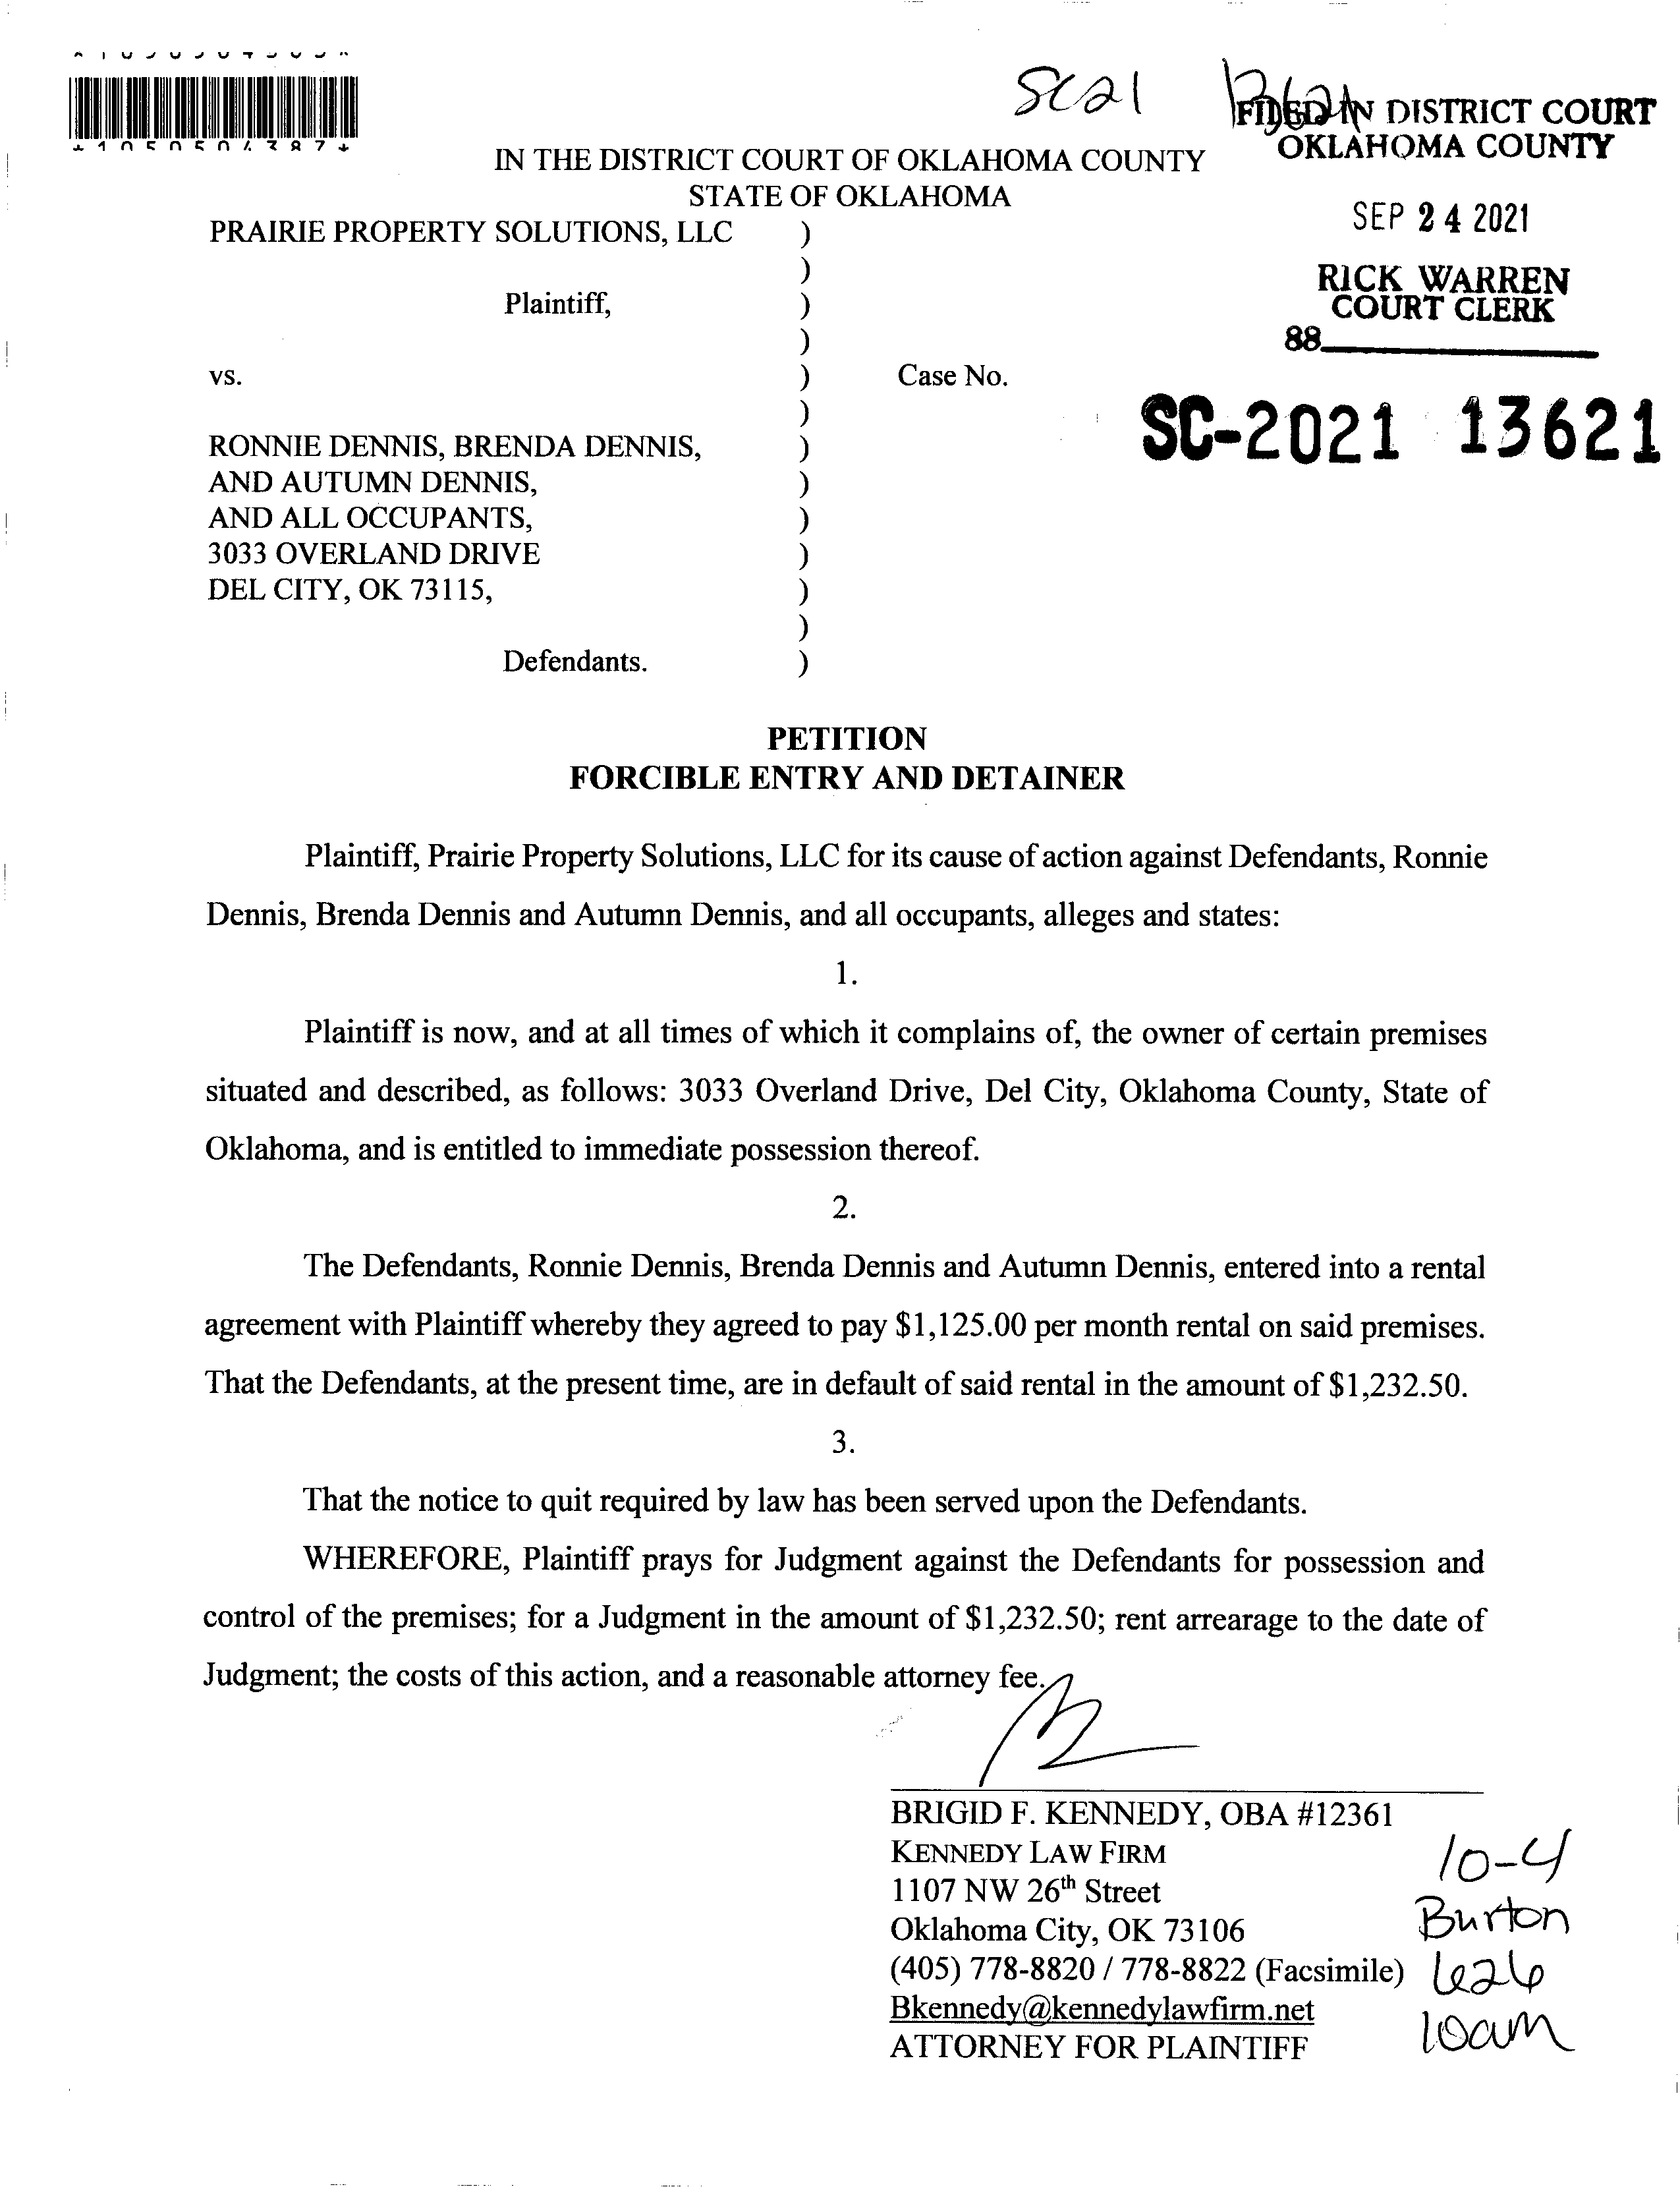 SC21 13621
FILED IN DISTRICT COURT
OKLAHOMA COUNTY
*1050504387*
IN THE DISTRICT COURT OF OKLAHOMA COUNTY
STATE OF OKLAHOMA
SEP 24 2021
RICK WARREN
COURT CLERK
88
PRAIRIE PROPERTY SOLUTIONS, LLC )
)
Plaintiff, )
)
vs. ) Case No.
SC-2021 13621
)
RONNIE DENNIS, BRENDA DENNIS, )
AND AUTUMN DENNIS, )
AND ALL OCCUPANTS, )
3033 OVERLAND DRIVE )
DEL CITY, OK 73115, )
)
Defendants. )
PETITION
FORCIBLE ENTRY AND DETAINER
Plaintiff, Prairie Property Solutions, LLC for its cause of action against Defendants, Ronnie
Dennis, Brenda Dennis and Autumn Dennis, and all occupants, alleges and states:
1.
Plaintiff is now, and at all times of which it complains of, the owner of certain premises
situated and described, as follows: 3033 Overland Drive, Del City, Oklahoma County, State of
Oklahoma, and is entitled to immediate possession thereof.
2.
The Defendants, Ronnie Dennis, Brenda Dennis and Autumn Dennis, entered into a rental
agreement with Plaintiff whereby they agreed to pay $1,125.00 per month rental on said premises.
That the Defendants, at the present time, are in default of said rental in the amount of $1,232.50.
3.
That the notice to quit required by law has been served upon the Defendants.
WHEREFORE, Plaintiff prays for Judgment against the Defendants for possession and
control of the premises; for a Judgment in the amount of $1,232.50; rent arrearage to the date of
Judgment; the costs of this action, and a reasonable attorney fee.
BRIGID F. KENNEDY, OBA #12361
KENNEDY LAW FIRM
1107 NW 26th Street
Oklahoma City, OK 73106
(405) 778-8820 / 778-8822 (Facsimile)
Bkennedy@kennedylawfirm.net
ATTORNEY FOR PLAINTIFF
10-4
Burton
10am